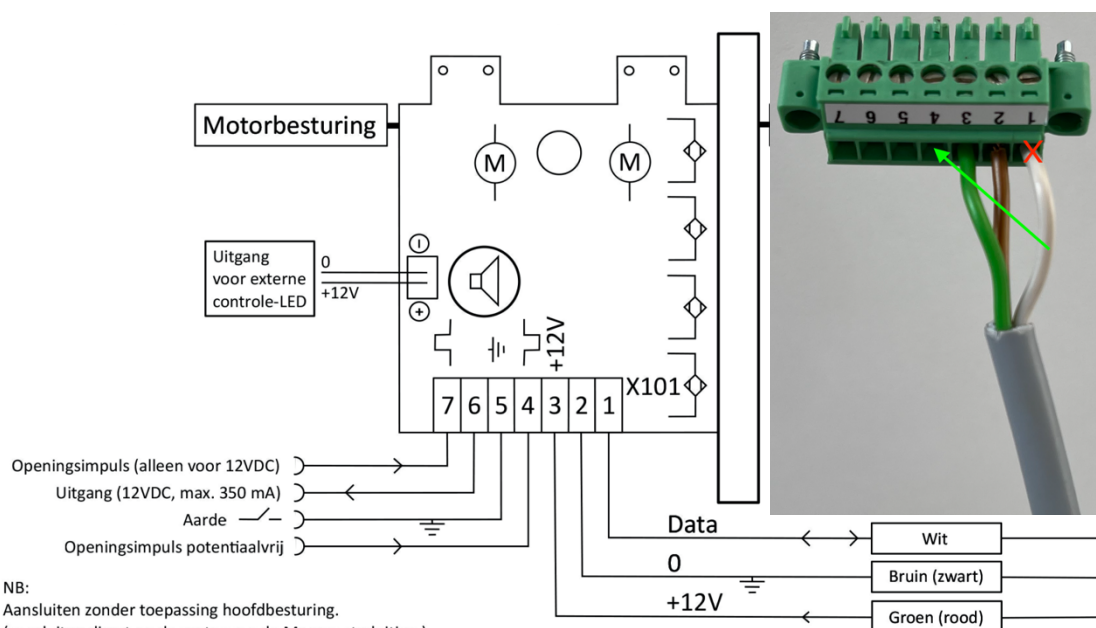 Motorbesturing
M
M
Uitgang
voor externe
controle-LED
0
+12V
+12V
X101
7 6 5 4 3 2 1
Openingsimpuls (alleen voor 12VDC)
Uitgang (12VDC, max. 350 mA)
Aarde
Openingsimpuls potentiaalvrij
Data
Wit
0
Bruin (zwart)
+12V
Groen (rood)
NB:
Aansluiten zonder toepassing hoofdbesturing.
7 6 5 4 3 2 1